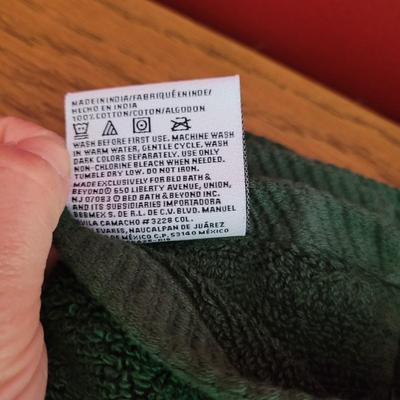 MADE IN INDIA/FABRIQUÉ EN INDE/
HECHO EN INDIA
100% COTTON/COTON/ALGODON
WASH BEFORE FIRST USE. MACHINE WASH
IN WARM WATER, GENTLE CYCLE. WASH
DARK COLORS SEPARATELY. USE ONLY
NON-CHLORINE BLEACH WHEN NEEDED.
TUMBLE DRY LOW. DO NOT IRON.
MADE EXCLUSIVELY FOR BED BATH &
BEYOND® 650 LIBERTY AVENUE, UNION,
NJ 07083 © BED BATH & BEYOND INC.
AND ITS SUBSIDIARIES IMPORTADORA
BEBMEX S. DE R.L. DE C.V. BLVD. MANUEL
AVILA CAMACHO #3228 COL.
NAUCALPAN DE JUÁREZ
DE MÉXICO C.P. 53140 MÉXICO